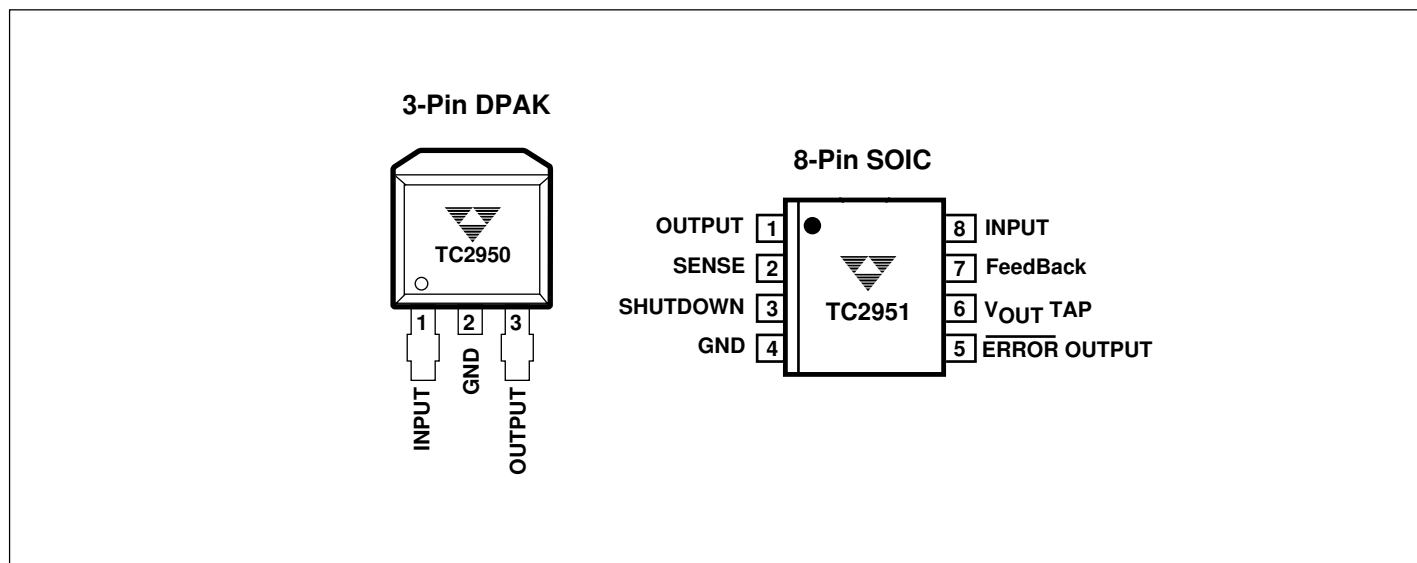 3-Pin DPAK
TC2950
1 2 3
INPUT
GND
OUTPUT
8-Pin SOIC
OUTPUT 1 8 INPUT
SENSE 2 7 FeedBack
SHUTDOWN 3 TC2951 6 VOUT TAP
GND 4 5 ERROR OUTPUT